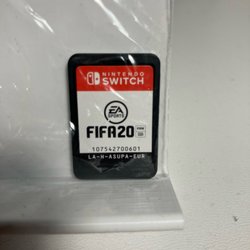 NINTENDO
SWITCH
EA
SPORTS
FIFA20
107542700601
LA-H-ASUPA-EUR